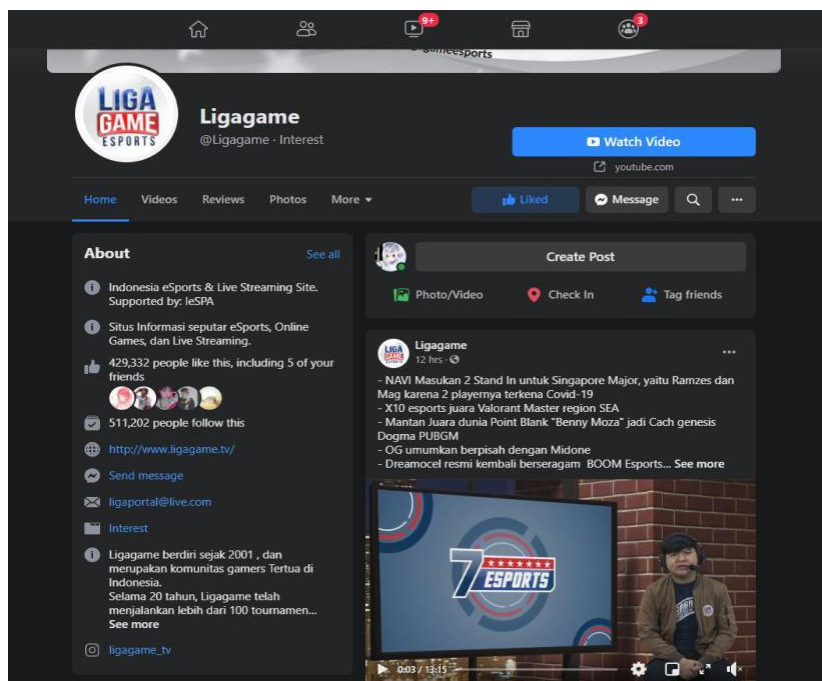 9+
3
esports
LIGA
GAME
ESPORTS
Ligagame
@Ligagame · Interest
Watch Video
youtube.com
Home Videos Reviews Photos More
Liked Message
About See all
Indonesia eSports & Live Streaming Site.
Supported by: IeSPA
Situs Informasi seputar eSports, Online
Games, dan Live Streaming.
429,332 people like this, including 5 of your
friends
511,202 people follow this
http://www.ligagame.tv/
Send message
ligaportal@live.com
Interest
Ligagame berdiri sejak 2001 , dan
merupakan komunitas gamers Tertua di
Indonesia.
Selama 20 tahun, Ligagame telah
menjalankan lebih dari 100 tournamen...
See more
ligagame_tv
Create Post
Photo/Video Check In Tag friends
LIGA
GAME
Ligagame
12 hrs ·
- NAVI Masukan 2 Stand In untuk Singapore Major, yaitu Ramzes dan
Mag karena 2 playernya terkena Covid-19
- X10 esports juara Valorant Master region SEA
- Mantan Juara dunia Point Blank "Benny Moza" jadi Cach genesis
Dogma PUBGM
- OG umumkan berpisah dengan Midone
- Dreamocel resmi kembali berseragam BOOM Esports... See more
7 ESPORTS
0:03 / 13:15